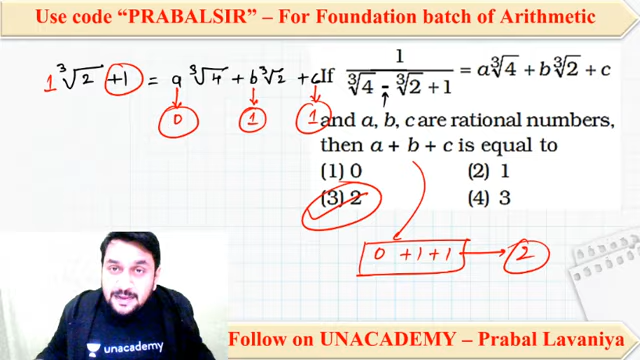 Use code “PRABALSIR” – For Foundation batch of Arithmetic
1 ∛2 +1 = a ∛4 + b ∛2 + c
0 1 1
If 1/(∛4 - ∛2 + 1) = a∛4 + b∛2 + c
and a, b, c are rational numbers,
then a + b + c is equal to
(1) 0 (2) 1
(3) 2 (4) 3
0 +1 +1 → 2
unacademy
Follow on UNACADEMY – Prabal Lavaniya